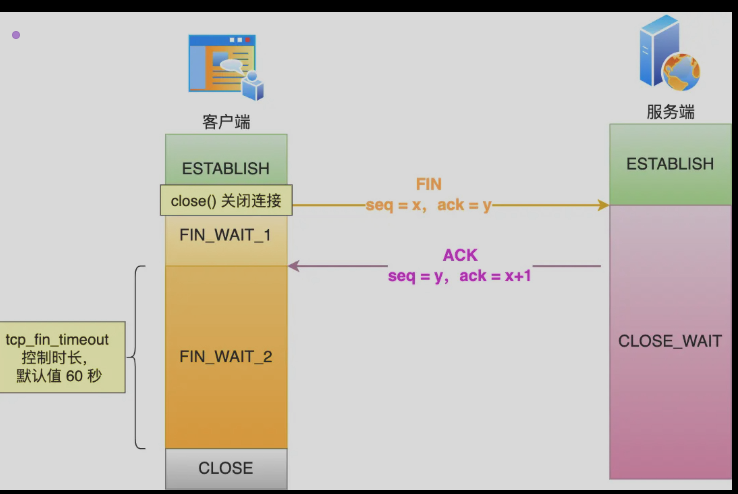 客户端
服务端
ESTABLISH
ESTABLISH
close() 关闭连接
FIN
seq = x, ack = y
FIN_WAIT_1
ACK
seq = y, ack = x+1
tcp_fin_timeout
控制时长,
默认值 60 秒
FIN_WAIT_2
CLOSE_WAIT
CLOSE